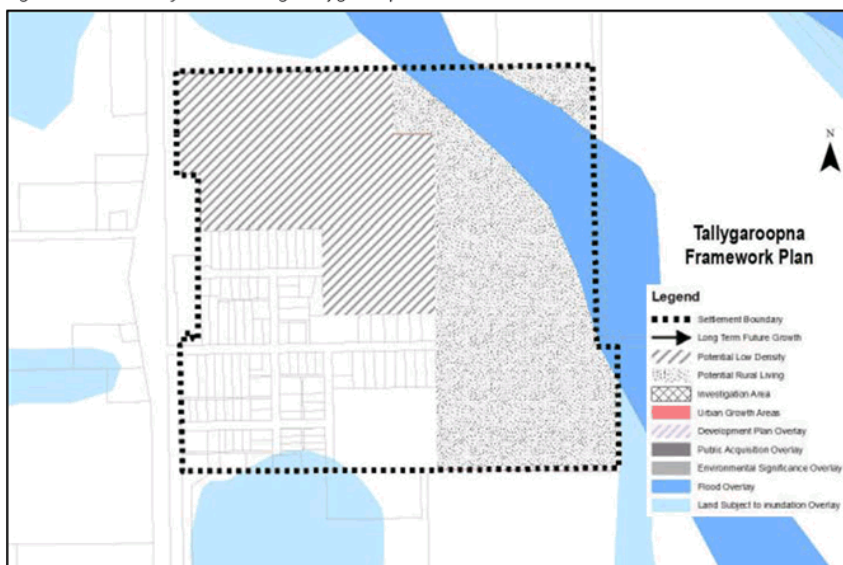 N
Tallygaroopna
Framework Plan
Legend
Settlement Boundary
Long Term Future Growth
Potential Low Density
Potential Rural Living
Investigation Area
Urban Growth Areas
Development Plan Overlay
Public Acquisition Overlay
Environmental Significance Overlay
Flood Overlay
Land Subject to inundation Overlay